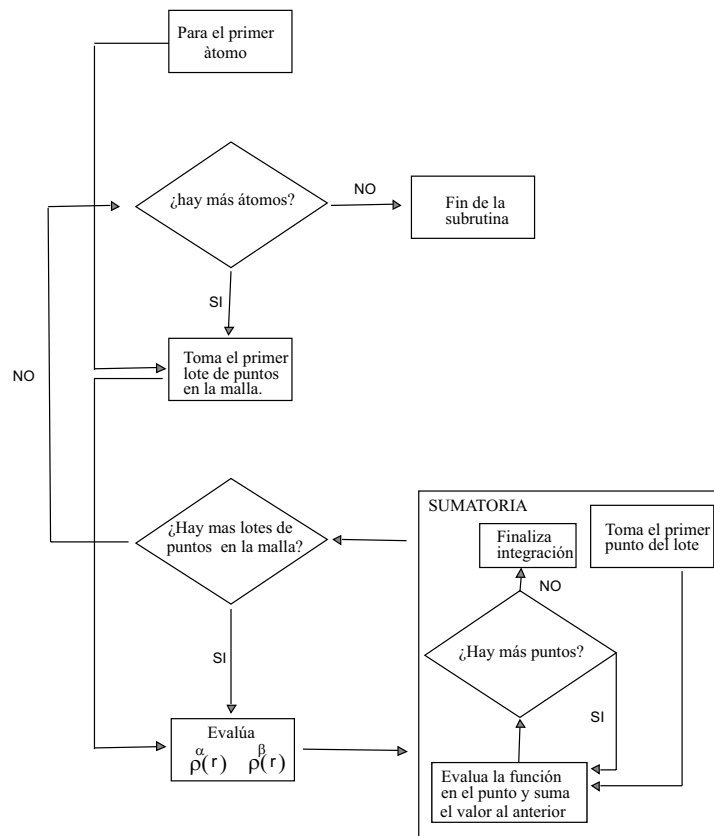 Para el primer
àtomo
¿hay más átomos?
NO
Fin de la
subrutina
SI
Toma el primer
lote de puntos
en la malla.
NO
¿Hay mas lotes de
puntos en la malla?
SI
Evalúa
ρα(r) ρβ(r)
SUMATORIA
Finaliza
integración
Toma el primer
punto del lote
NO
¿Hay más puntos?
SI
Evalua la función
en el punto y suma
el valor al anterior